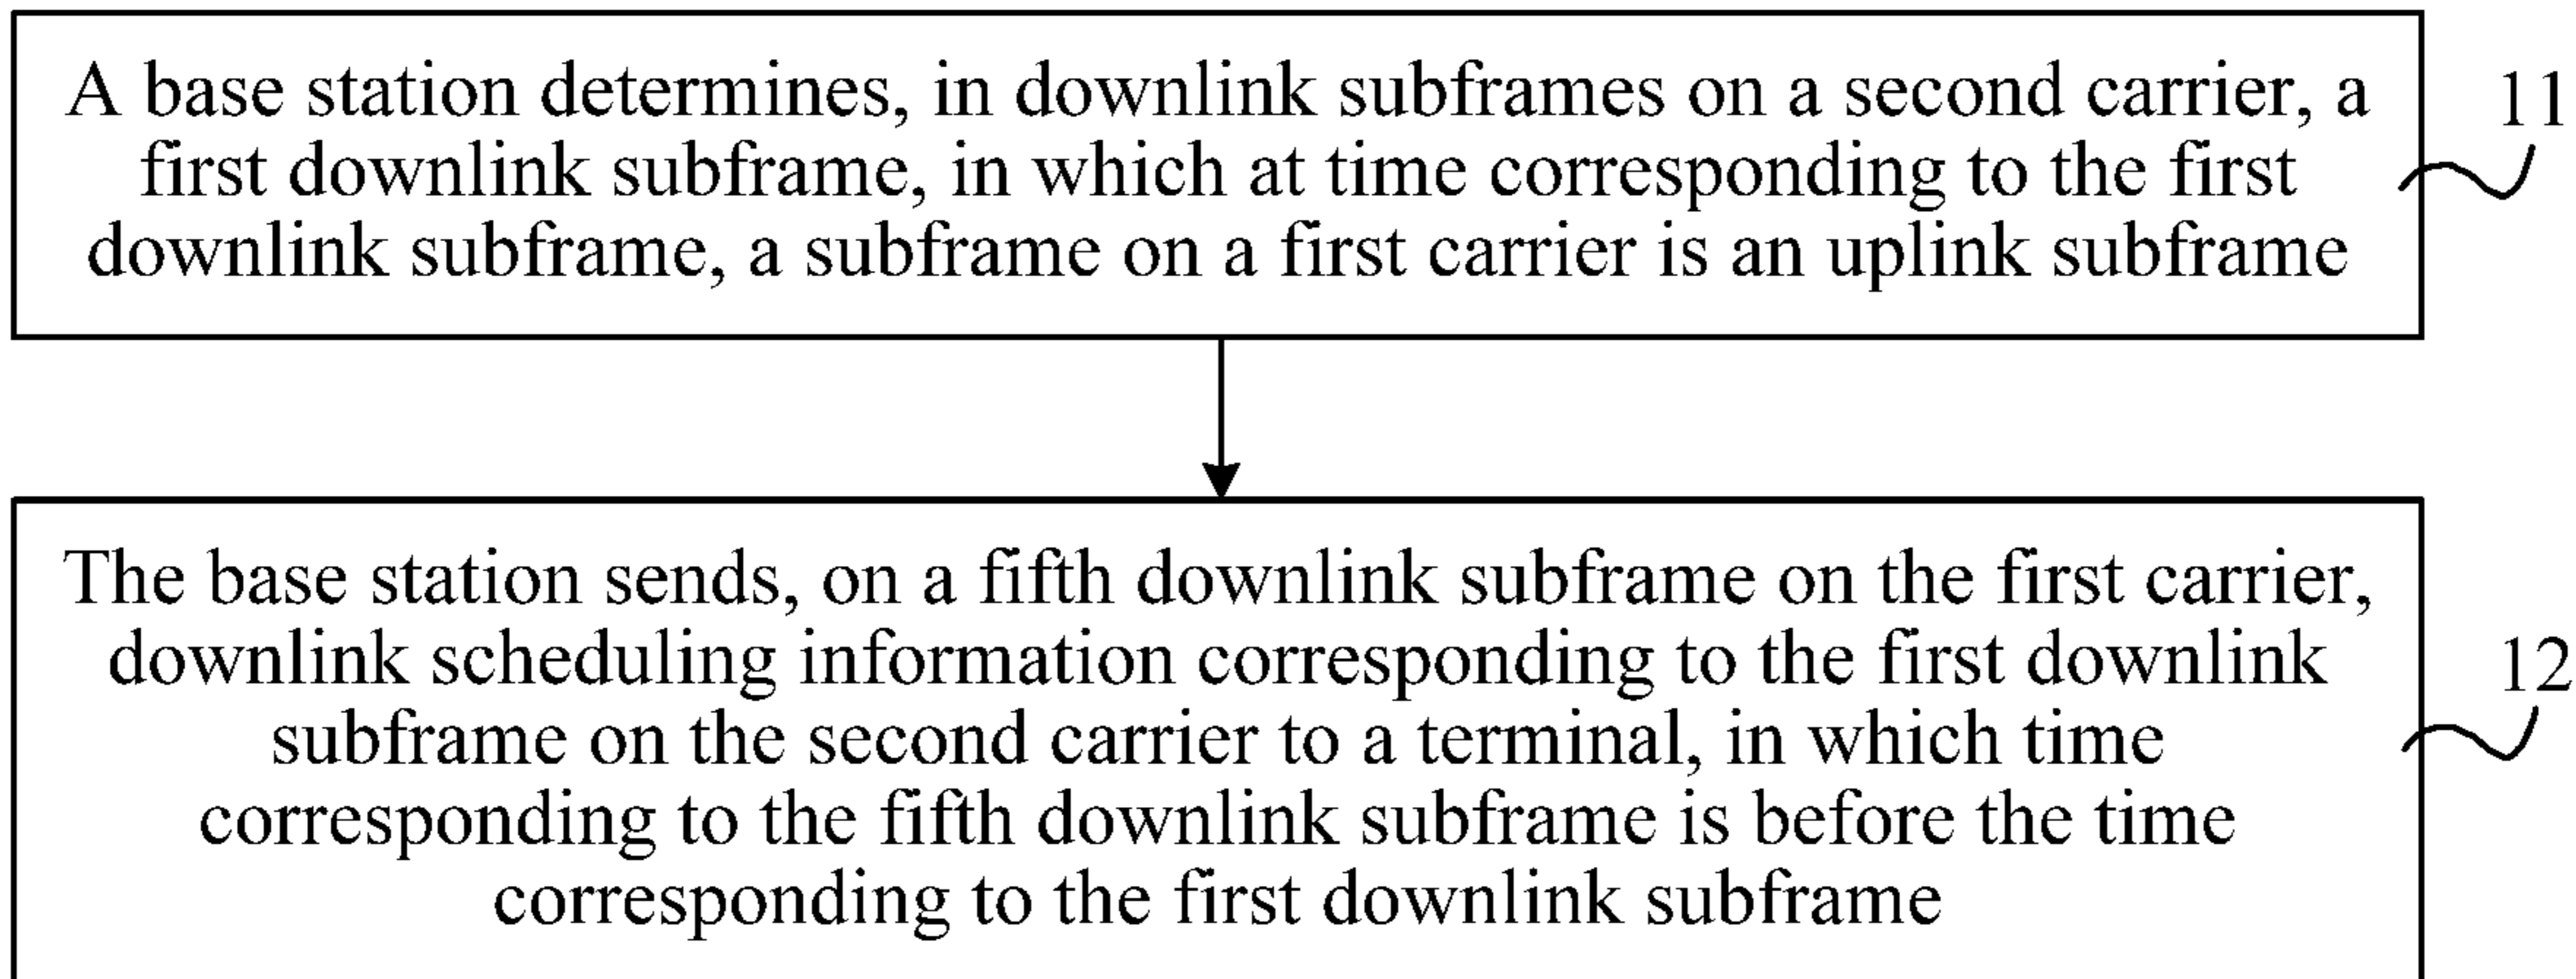 A base station determines, in downlink subframes on a second carrier, a
first downlink subframe, in which at time corresponding to the first
downlink subframe, a subframe on a first carrier is an uplink subframe
11
The base station sends, on a fifth downlink subframe on the first carrier,
downlink scheduling information corresponding to the first downlink
subframe on the second carrier to a terminal, in which time
corresponding to the fifth downlink subframe is before the time
corresponding to the first downlink subframe
12